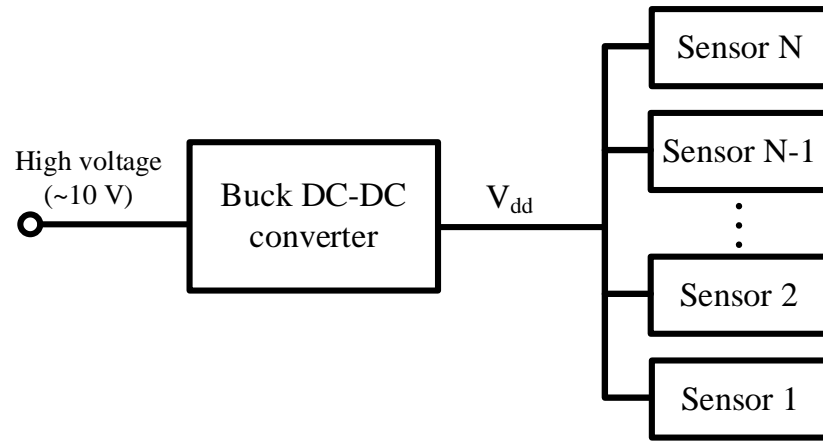 High voltage
(~10 V)
Buck DC-DC
converter
V_dd
Sensor N
Sensor N-1
⋮
Sensor 2
Sensor 1